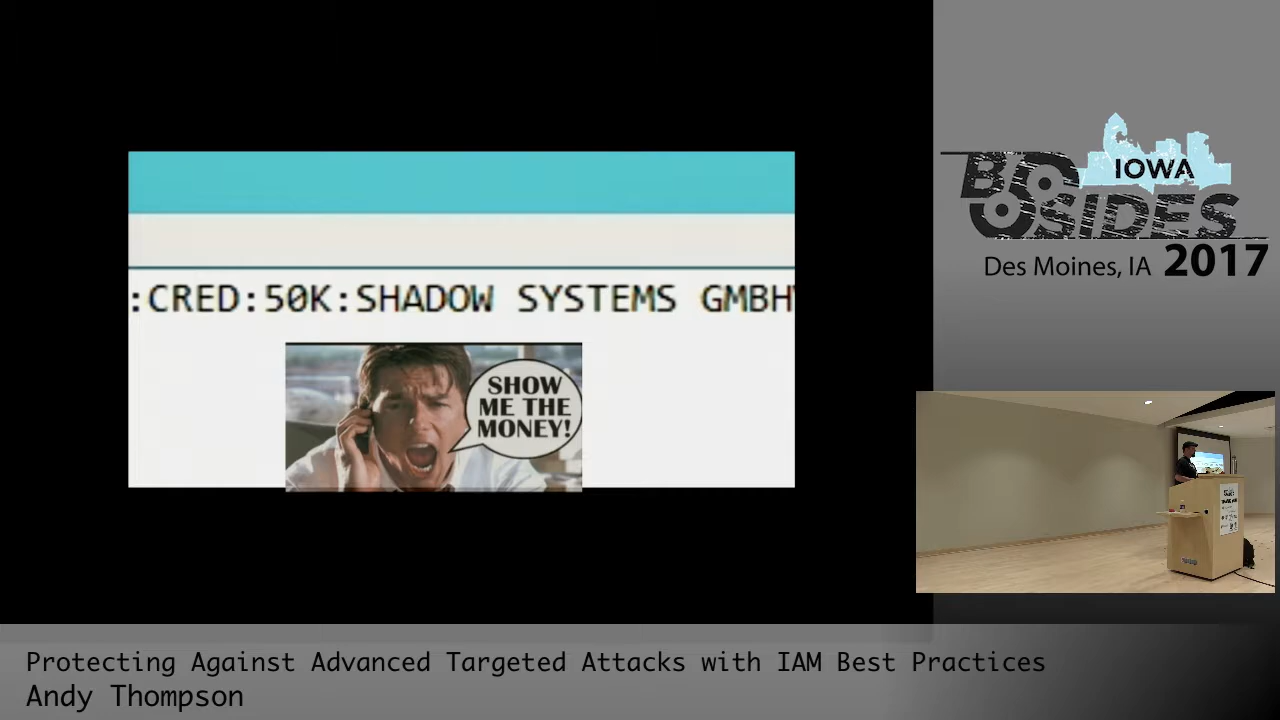 :CRED:50K:SHADOW SYSTEMS GMBH
SHOW
ME THE
MONEY!
IOWA
BSIDES
Des Moines, IA 2017
Protecting Against Advanced Targeted Attacks with IAM Best Practices
Andy Thompson